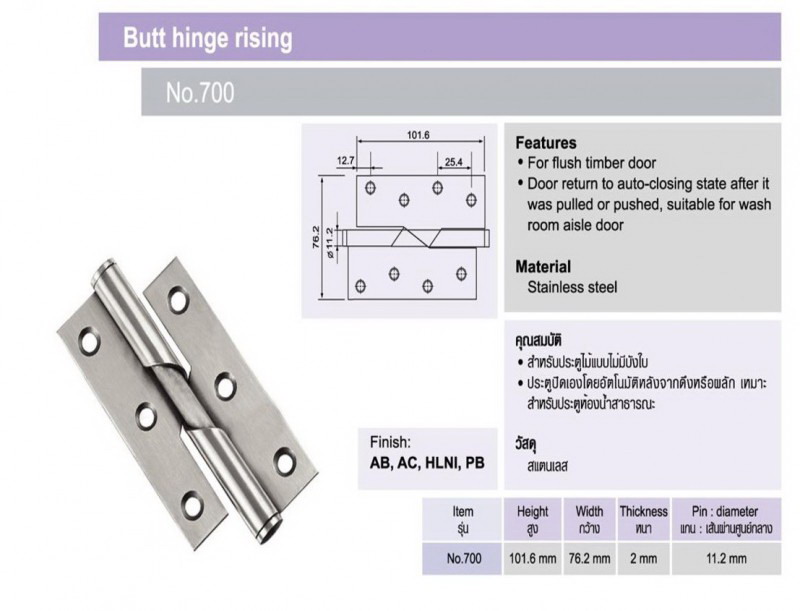 Butt hinge rising
No.700
101.6
12.7
25.4
76.2
ø11.2
Features
• For flush timber door
• Door return to auto-closing state after it
was pulled or pushed, suitable for wash
room aisle door
Material
Stainless steel
คุณสมบัติ
• สำหรับประตูไม้แบบไม่มีบังใบ
• ประตูปิดเองโดยอัตโนมัติหลังจากดึงหรือผลัก เหมาะ
สำหรับประตูห้องน้ำสาธารณะ
วัสดุ
สแตนเลส
Finish:
AB, AC, HLNI, PB
Item Height Width Thickness Pin : diameter
รุ่น สูง กว้าง หนา แกน : เส้นผ่านศูนย์กลาง
No.700 101.6 mm 76.2 mm 2 mm 11.2 mm